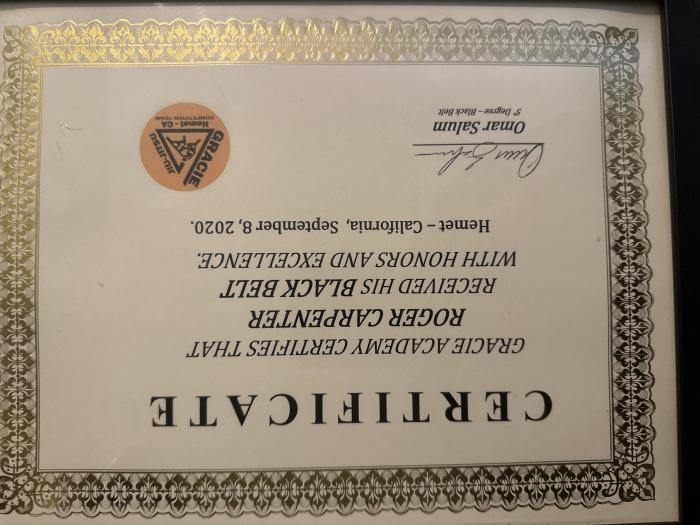 CERTIFICATE
GRACIE ACADEMY CERTIFIES THAT
ROGER CARPENTER
RECEIVED HIS BLACK BELT
WITH HONORS AND EXCELLENCE.
Hemet – California, September 8, 2020.
Omar Salum
5° Degree – Black Belt
GRACIE
JIU-JITSU
Hemet - CA
COMPETITION TEAM